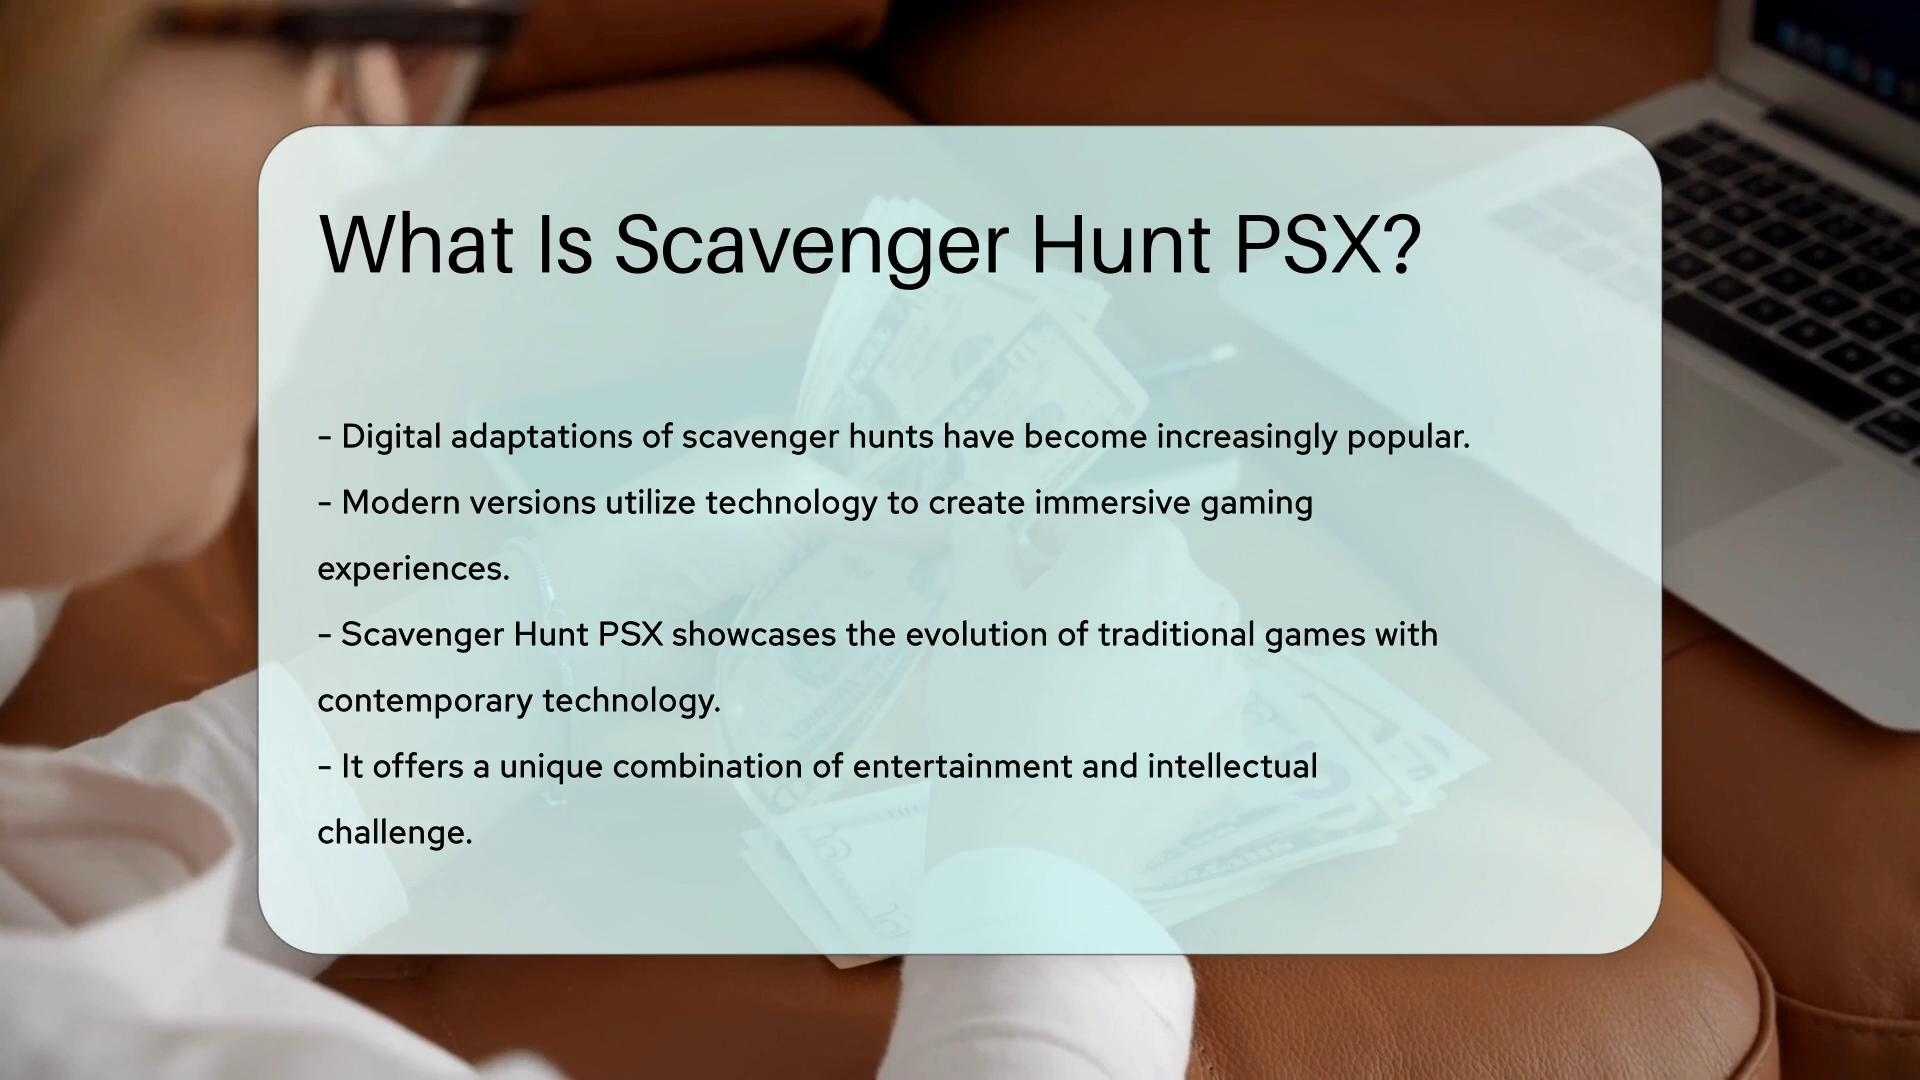 What Is Scavenger Hunt PSX?
- Digital adaptations of scavenger hunts have become increasingly popular.
- Modern versions utilize technology to create immersive gaming
experiences.
- Scavenger Hunt PSX showcases the evolution of traditional games with
contemporary technology.
- It offers a unique combination of entertainment and intellectual
challenge.